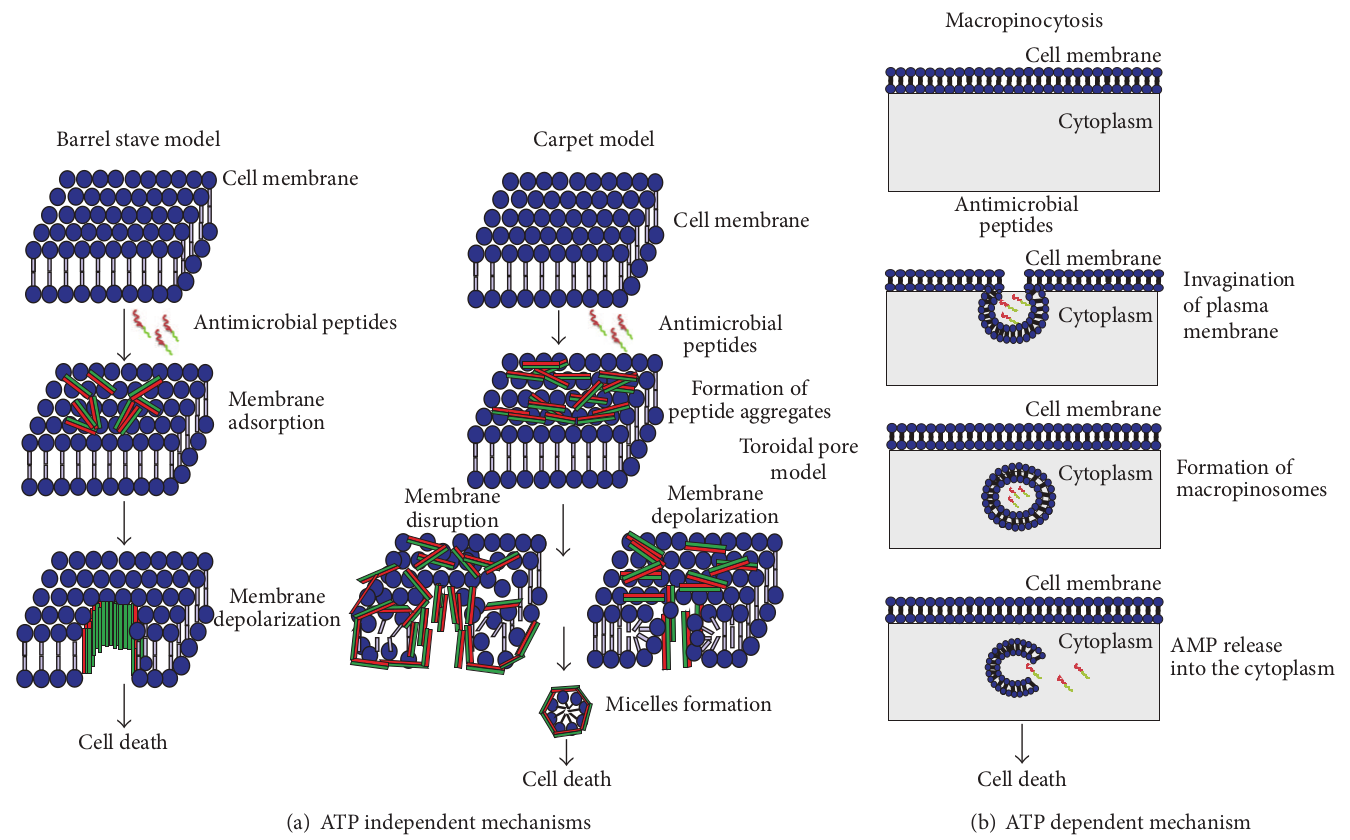 Barrel stave model
Cell membrane
Antimicrobial peptides
Membrane
adsorption
Membrane
depolarization
Cell death
Carpet model
Cell membrane
Antimicrobial
peptides
Formation of
peptide aggregates
Toroidal pore
model
Membrane
disruption
Membrane
depolarization
Micelles formation
Cell death
(a) ATP independent mechanisms
Macropinocytosis
Cell membrane
Cytoplasm
Antimicrobial
peptides
Cell membrane
Cytoplasm
Invagination
of plasma
membrane
Cell membrane
Cytoplasm
Formation of
macropinosomes
Cell membrane
Cytoplasm
AMP release
into the cytoplasm
Cell death
(b) ATP dependent mechanism